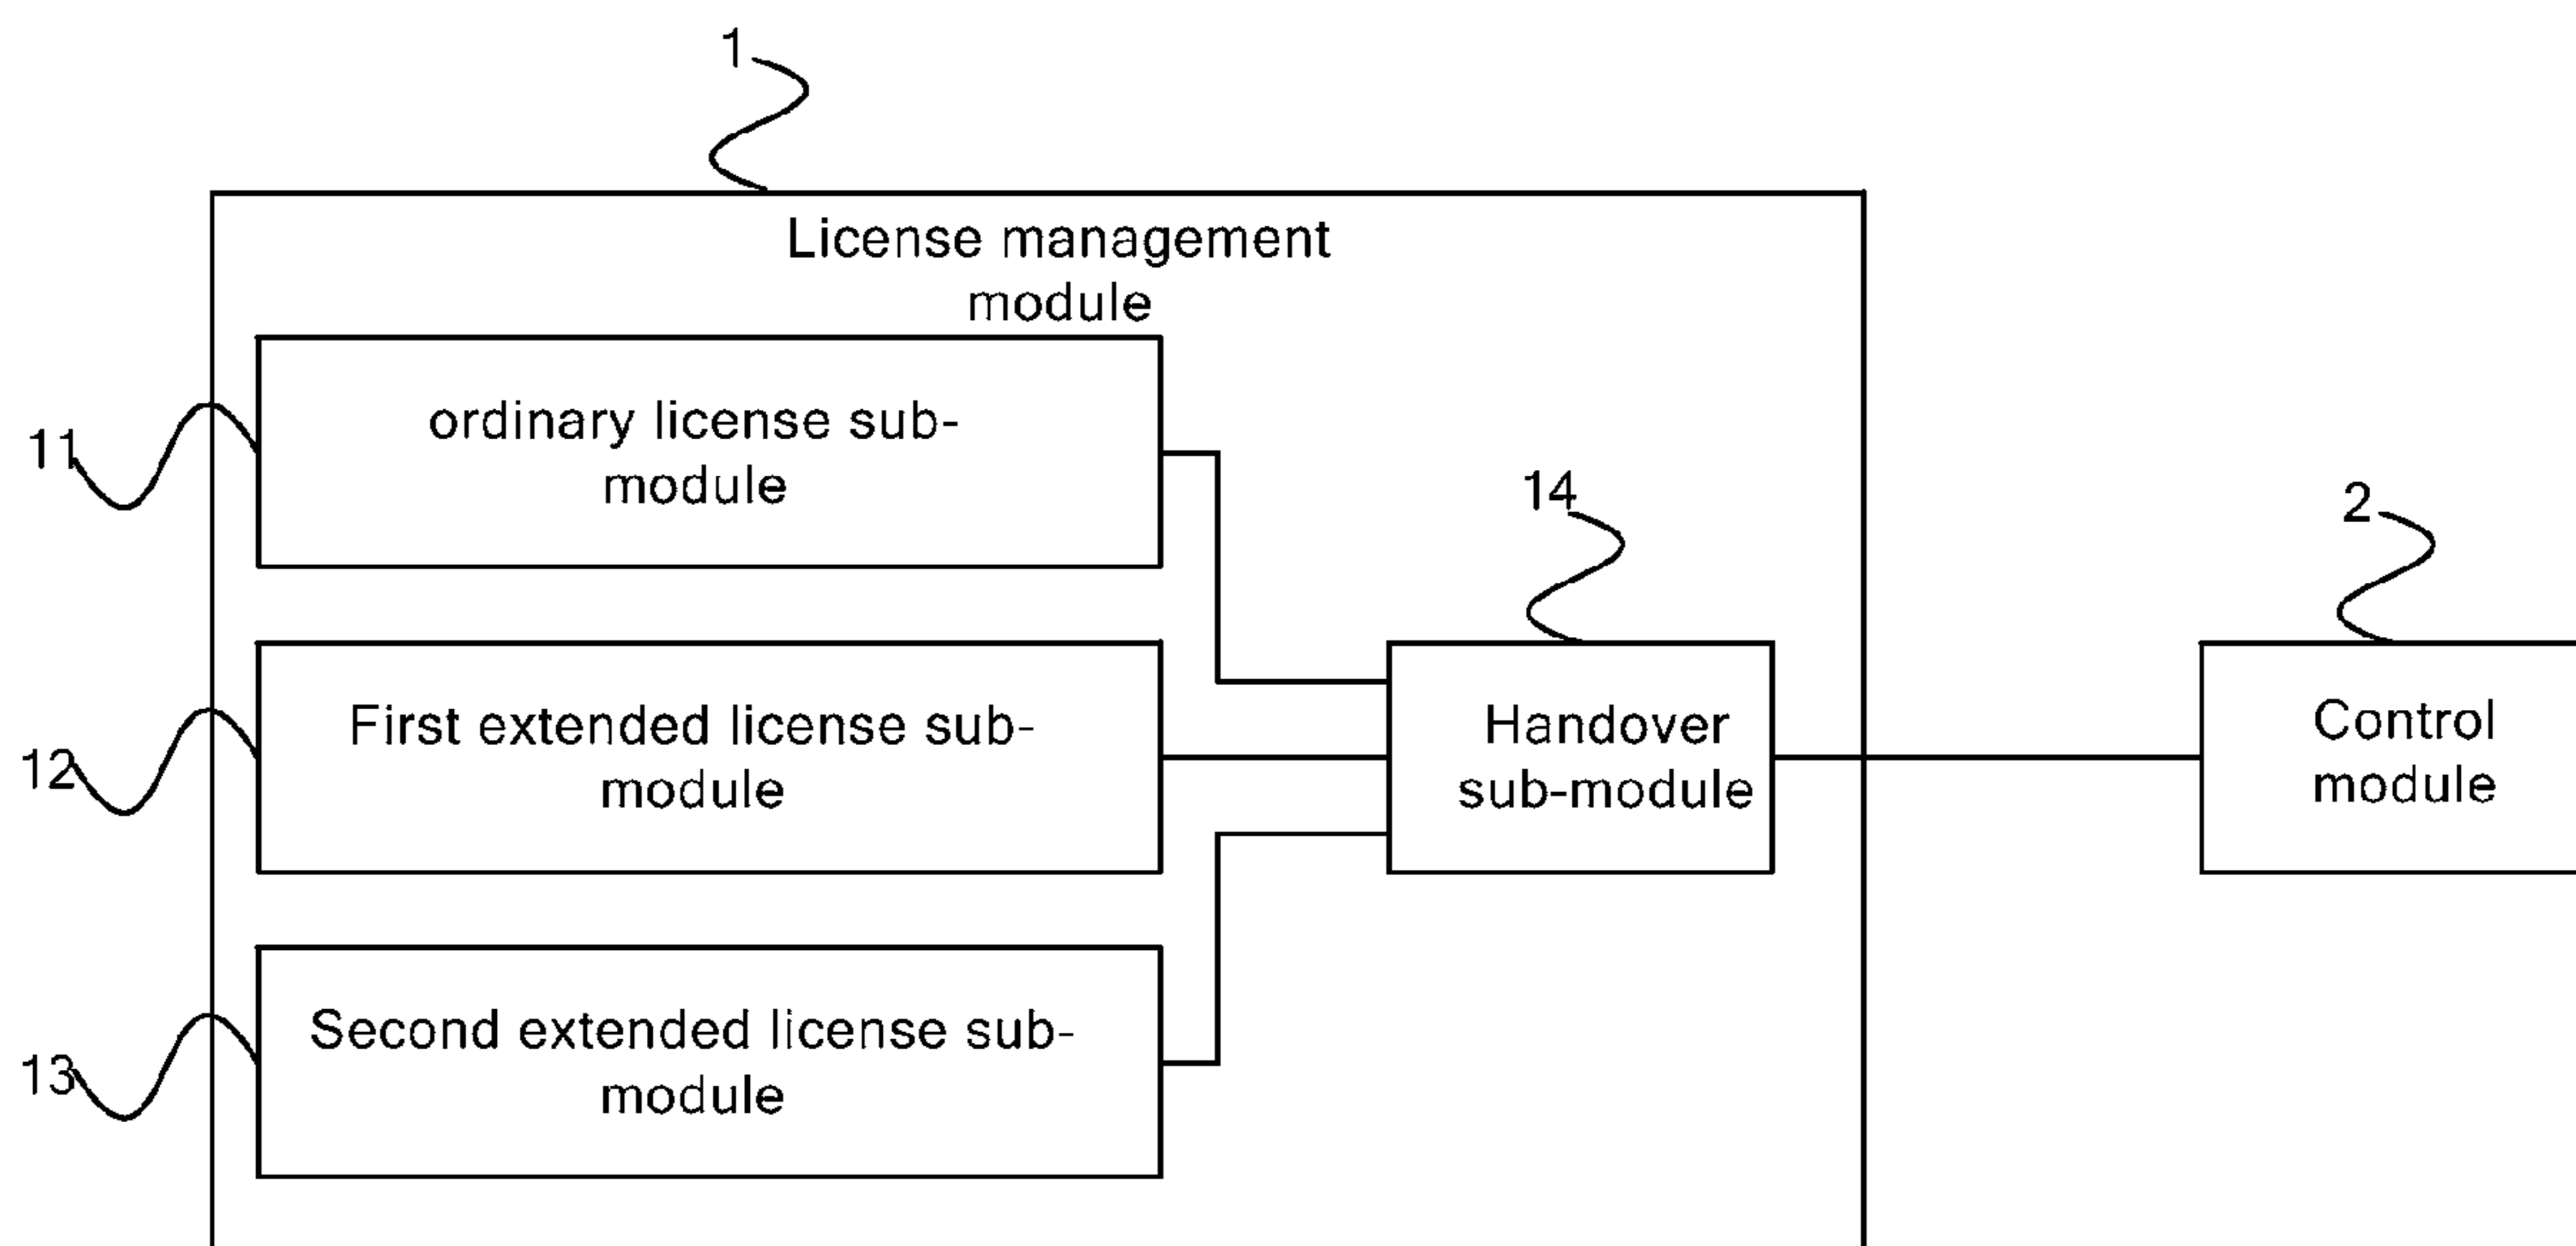 1
License management
module
11
ordinary license sub-
module
14
2
12
First extended license sub-
module
Handover
sub-module
Control
module
13
Second extended license sub-
module